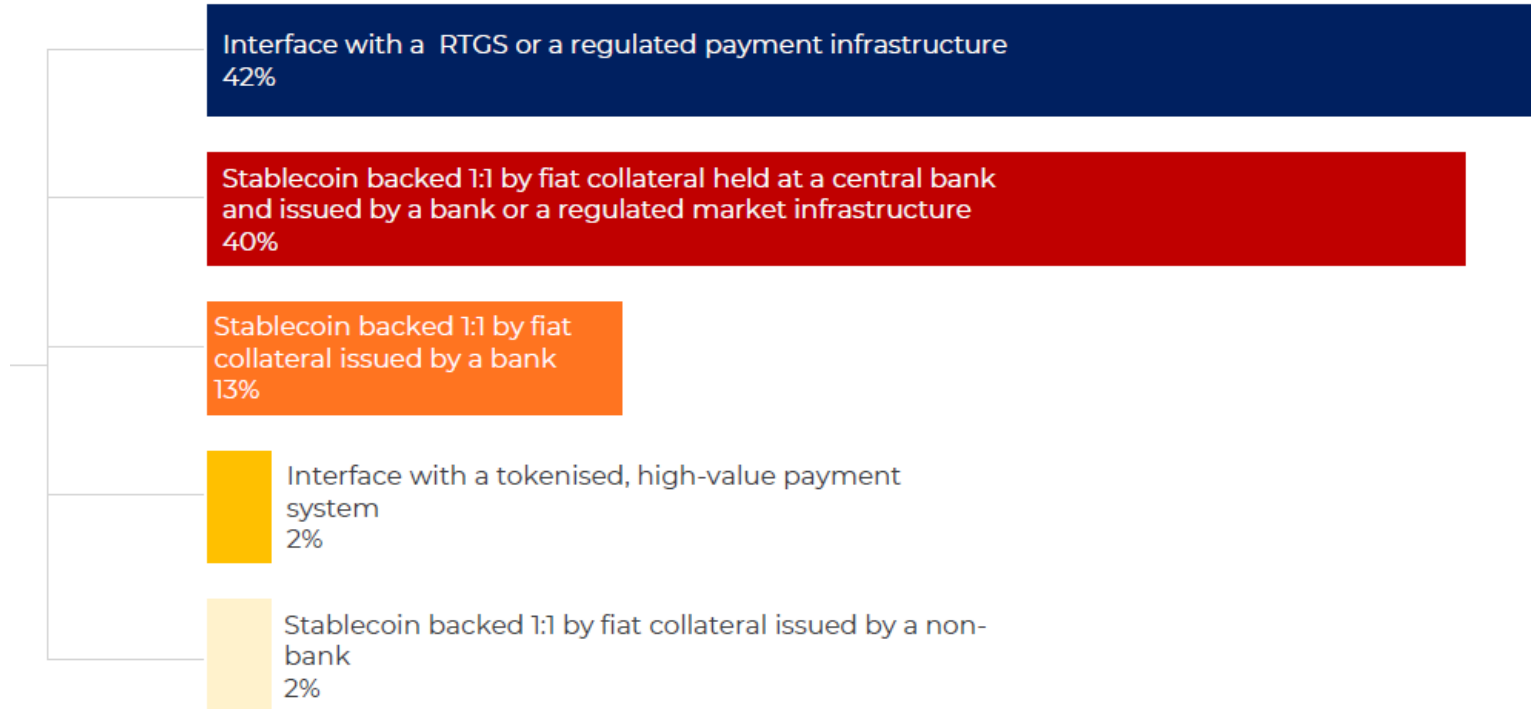 Interface with a RTGS or a regulated payment infrastructure
42%
Stablecoin backed 1:1 by fiat collateral held at a central bank
and issued by a bank or a regulated market infrastructure
40%
Stablecoin backed 1:1 by fiat
collateral issued by a bank
13%
Interface with a tokenised, high-value payment
system
2%
Stablecoin backed 1:1 by fiat collateral issued by a non-
bank
2%